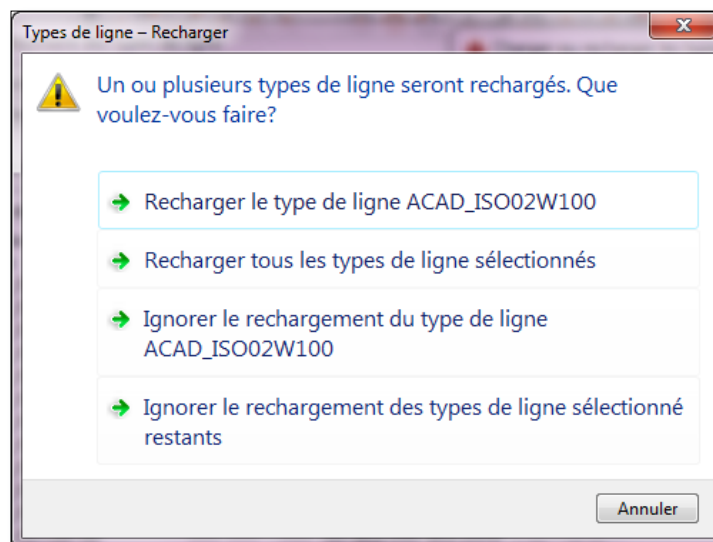 Types de ligne – Recharger
Un ou plusieurs types de ligne seront rechargés. Que
voulez-vous faire?
Recharger le type de ligne ACAD_ISO02W100
Recharger tous les types de ligne sélectionnés
Ignorer le rechargement du type de ligne
ACAD_ISO02W100
Ignorer le rechargement des types de ligne sélectionné
restants
Annuler